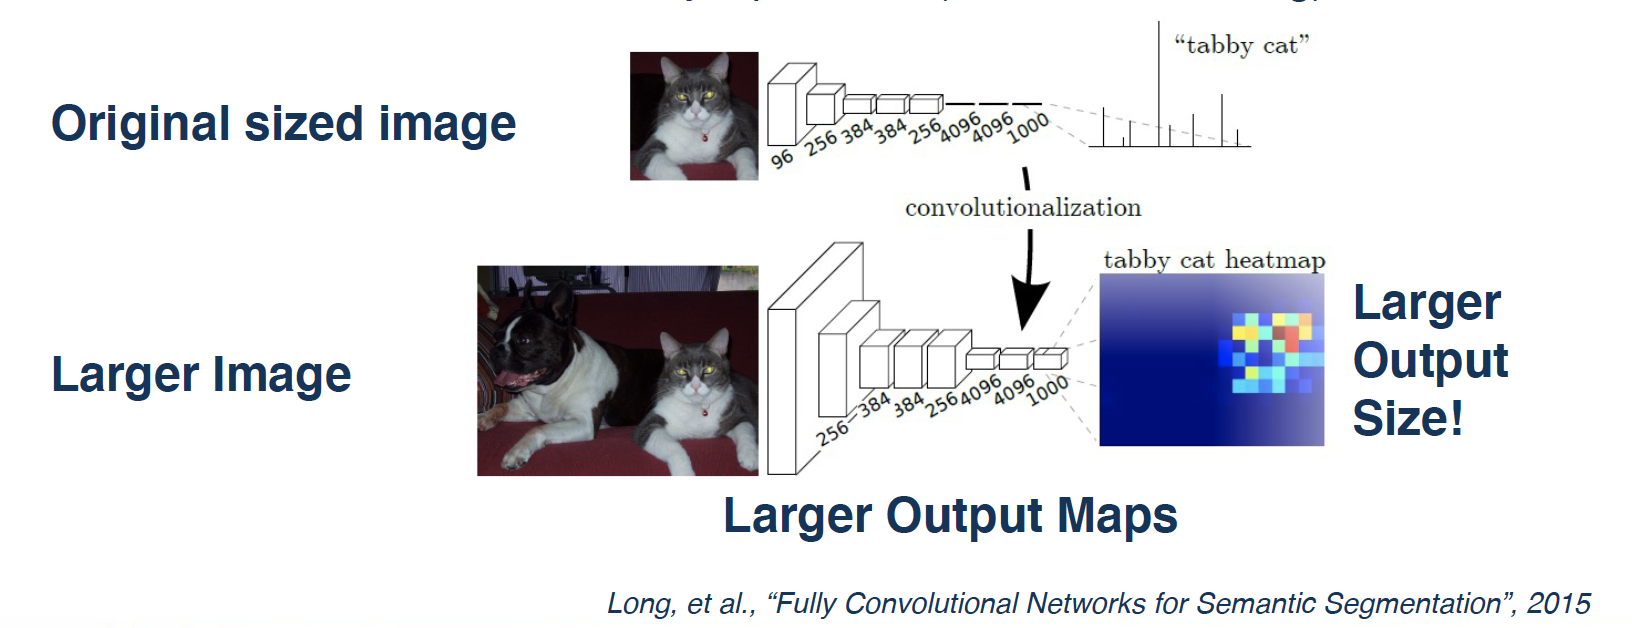 Original sized image
"tabby cat"
96
256
384
384
256
4096
4096
1000
convolutionalization
tabby cat heatmap
Larger Image
256
384
384
256
4096
4096
1000
Larger
Output
Size!
Larger Output Maps
Long, et al., “Fully Convolutional Networks for Semantic Segmentation”, 2015